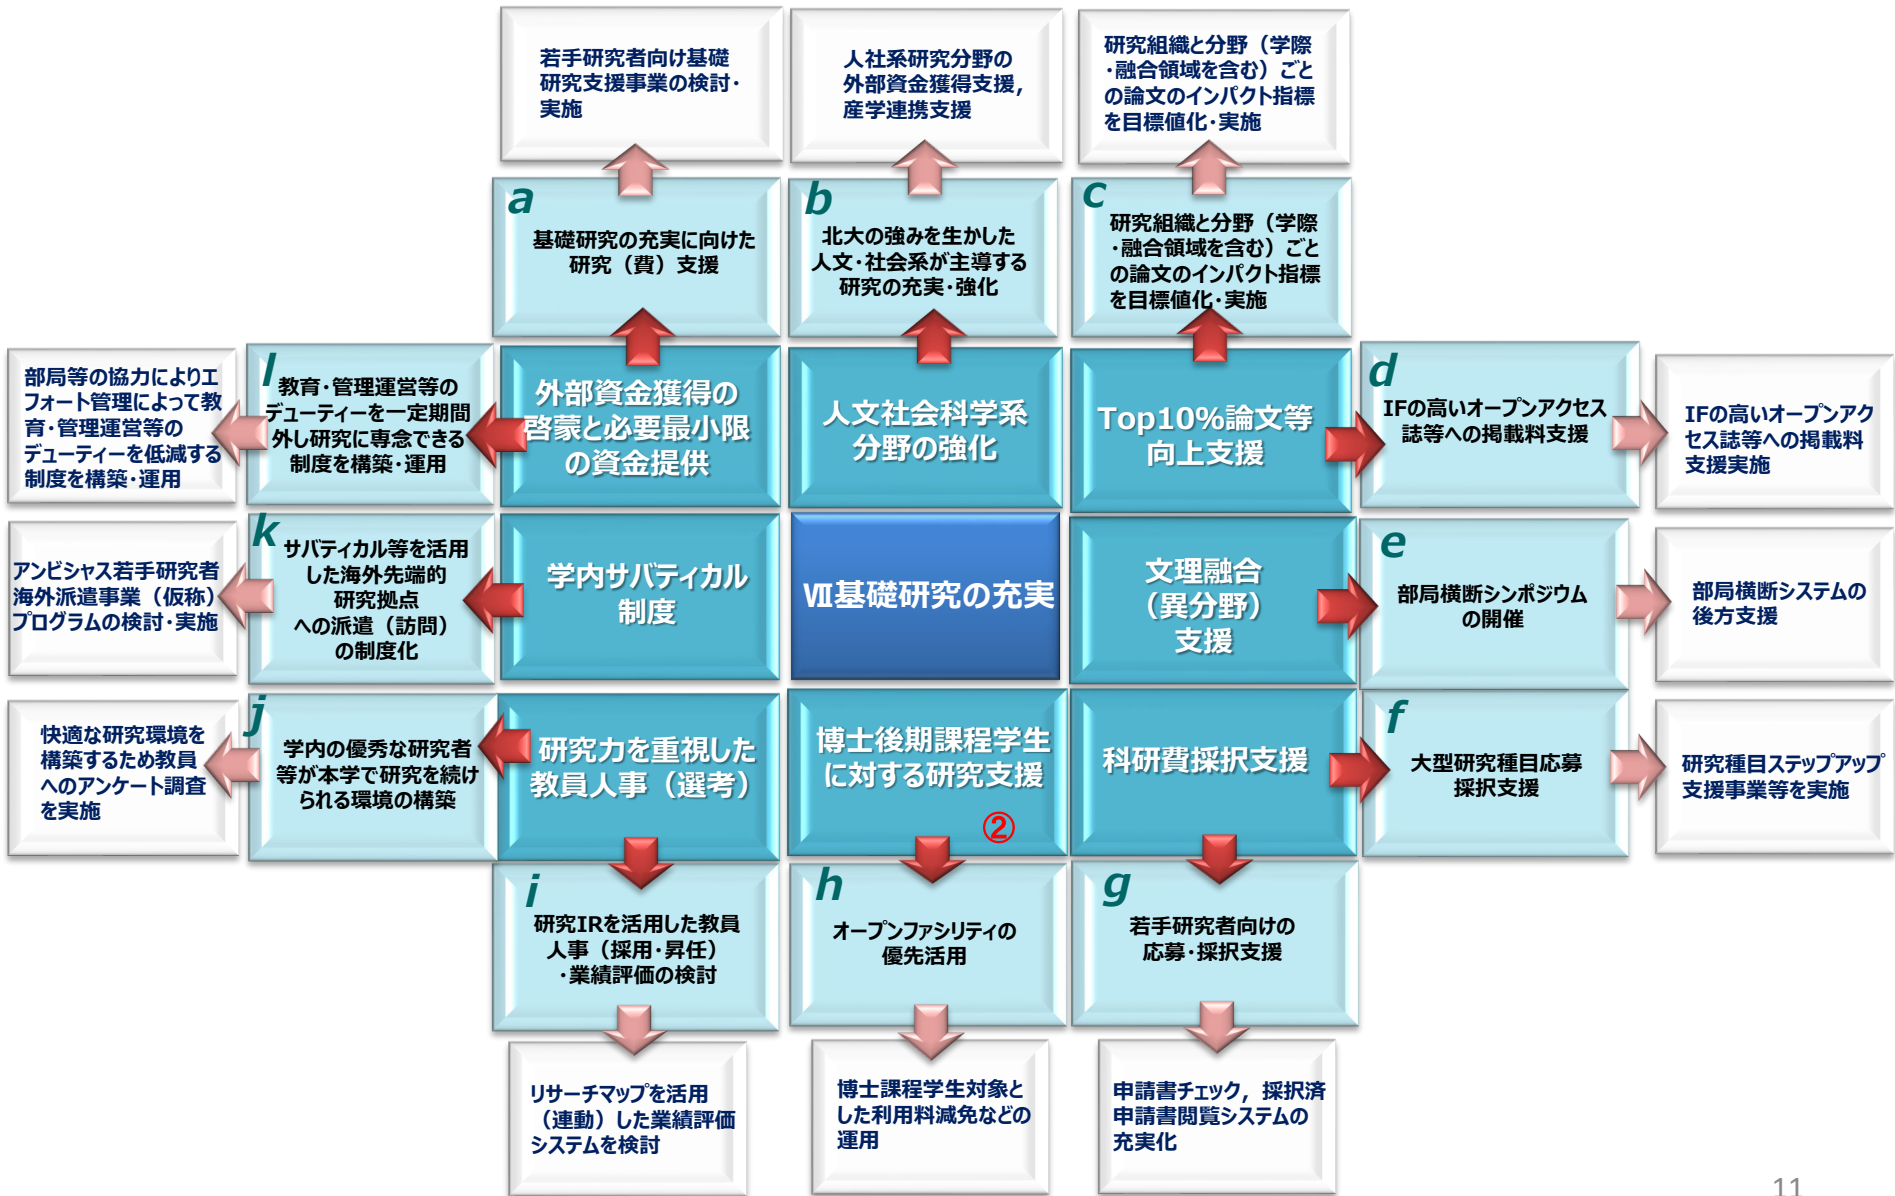 若手研究者向け基礎
研究支援事業の検討・
実施
人社系研究分野の
外部資金獲得支援，
産学連携支援
研究組織と分野（学際
・融合領域を含む）ごと
の論文のインパクト指標
を目標値化・実施
a
基礎研究の充実に向けた
研究（費）支援
b
北大の強みを生かした
人文・社会系が主導する
研究の充実・強化
c
研究組織と分野（学際
・融合領域を含む）ごと
の論文のインパクト指標
を目標値化・実施
部局等の協力によりエ
フォート管理によって教
育・管理運営等の
デューティーを低減する
制度を構築・運用
l
教育・管理運営等の
デューティーを一定期間
外し研究に専念できる
制度を構築・運用
外部資金獲得の
啓蒙と必要最小限
の資金提供
人文社会科学系
分野の強化
Top10%論文等
向上支援
d
IFの高いオープンアクセス
誌等への掲載料支援
IFの高いオープンアク
セス誌等への掲載料
支援実施
アンビシャス若手研究者
海外派遣事業（仮称）
プログラムの検討・実施
k
サバティカル等を活用
した海外先端的
研究拠点
への派遣（訪問）
の制度化
学内サバティカル
制度
Ⅶ基礎研究の充実
文理融合
（異分野）
支援
e
部局横断シンポジウム
の開催
部局横断システムの
後方支援
快適な研究環境を
構築するため教員
へのアンケート調査
を実施
j
学内の優秀な研究者
等が本学で研究を続け
られる環境の構築
研究力を重視した
教員人事（選考）
博士後期課程学生
に対する研究支援
②
科研費採択支援
f
大型研究種目応募
採択支援
研究種目ステップアップ
支援事業等を実施
i
研究IRを活用した教員
人事（採用・昇任）
・業績評価の検討
h
オープンファシリティの
優先活用
g
若手研究者向けの
応募・採択支援
リサーチマップを活用
（連動）した業績評価
システムを検討
博士課程学生対象と
した利用料減免などの
運用
申請書チェック，採択済
申請書閲覧システムの
充実化
11